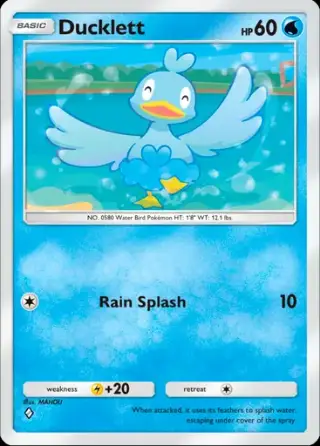 BASIC Ducklett HP60
NO. 0580 Water Bird Pokémon HT: 1'8" WT: 12.1 lbs.
Rain Splash 10
weakness +20 retreat
Illus. MAHOU
When attacked, it uses its feathers to splash water,
escaping under cover of the spray.